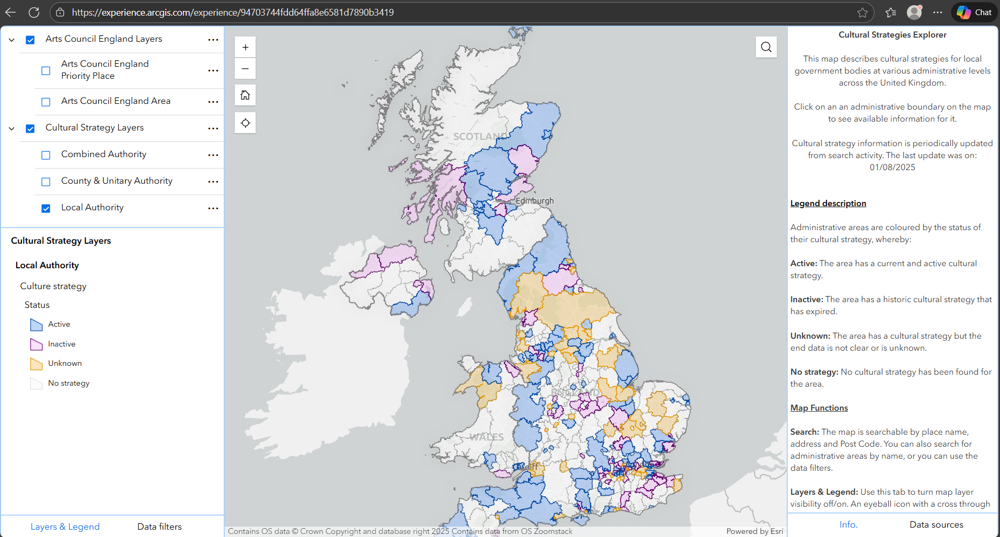 https://experience.arcgis.com/experience/94703744fdd64ffa8e6581d7890b3419
Chat
Arts Council England Layers
Arts Council England
Priority Place
Arts Council England Area
Cultural Strategy Layers
Combined Authority
County & Unitary Authority
Local Authority
Cultural Strategy Layers
Local Authority
Culture strategy
Status
Active
Inactive
Unknown
No strategy
Layers & Legend
Data filters
SCOTLAND
Edinburgh
ENGLAND
WALES
Cardiff
Contains OS data © Crown Copyright and database right 2025 Contains data from OS Zoomstack
Powered by Esri
Cultural Strategies Explorer
This map describes cultural strategies for local
government bodies at various administrative levels
across the United Kingdom.
Click on an an administrative boundary on the map
to see available information for it.
Cultural strategy information is periodically updated
from search activity. The last update was on:
01/08/2025
Legend description
Administrative areas are coloured by the status of
their cultural strategy, whereby:
Active: The area has a current and active cultural
strategy.
Inactive: The area has a historic cultural strategy that
has expired.
Unknown: The area has a cultural strategy but the
end data is not clear or is unknown.
No strategy: No cultural strategy has been found for
the area.
Map Functions
Search: The map is searchable by place name,
address and Post Code. You can also search for
administrative areas by name, or you can use the
data filters.
Layers & Legend: Use this tab to turn map layer
visibility off/on. An eyeball icon with a cross through
Info.
Data sources